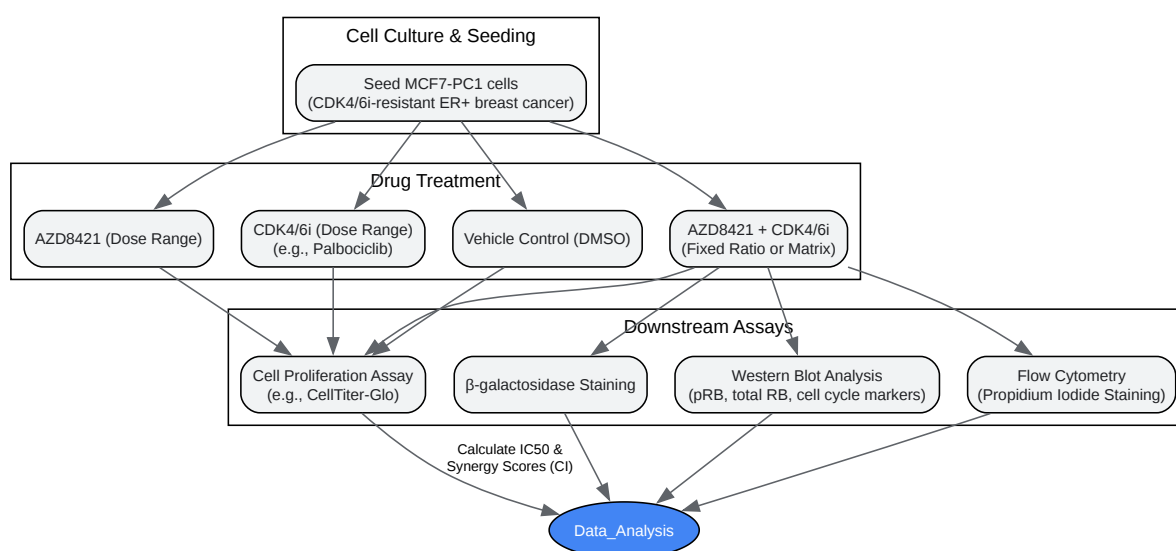 Cell Culture & Seeding
Seed MCF7-PC1 cells
(CDK4/6i-resistant ER+ breast cancer)
Drug Treatment
AZD8421 (Dose Range)
CDK4/6i (Dose Range)
(e.g., Palbociclib)
Vehicle Control (DMSO)
AZD8421 + CDK4/6i
(Fixed Ratio or Matrix)
Downstream Assays
Cell Proliferation Assay
(e.g., CellTiter-Glo)
β-galactosidase Staining
Western Blot Analysis
(pRB, total RB, cell cycle markers)
Flow Cytometry
(Propidium Iodide Staining)
Calculate IC50 &
Synergy Scores (CI)
Data_Analysis